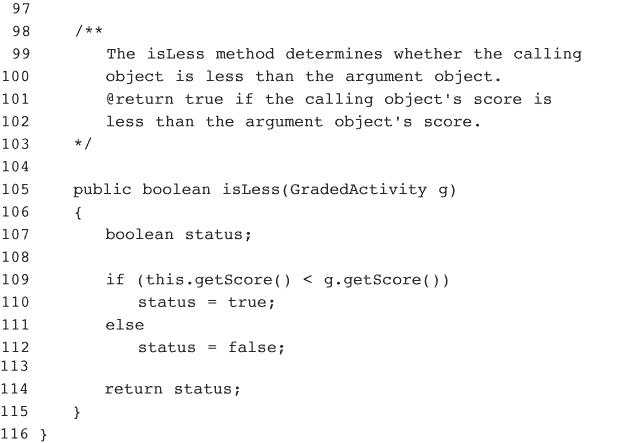 97
98 /**
99 The isLess method determines whether the calling
100 object is less than the argument object.
101 @return true if the calling object's score is
102 less than the argument object's score.
103 */
104
105 public boolean isLess(GradedActivity g)
106 {
107 boolean status;
108
109 if (this.getScore() < g.getScore())
110 status = true;
111 else
112 status = false;
113
114 return status;
115 }
116 }